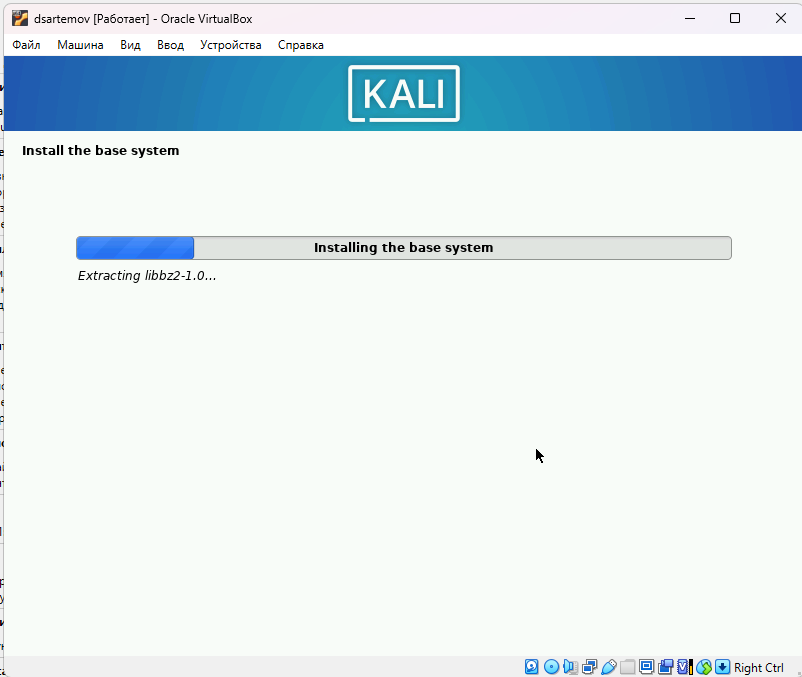 dsartemov [Работает] - Oracle VirtualBox
Файл Машина Вид Ввод Устройства Справка
KALI
Install the base system
Installing the base system
Extracting libbz2-1.0...
Right Ctrl